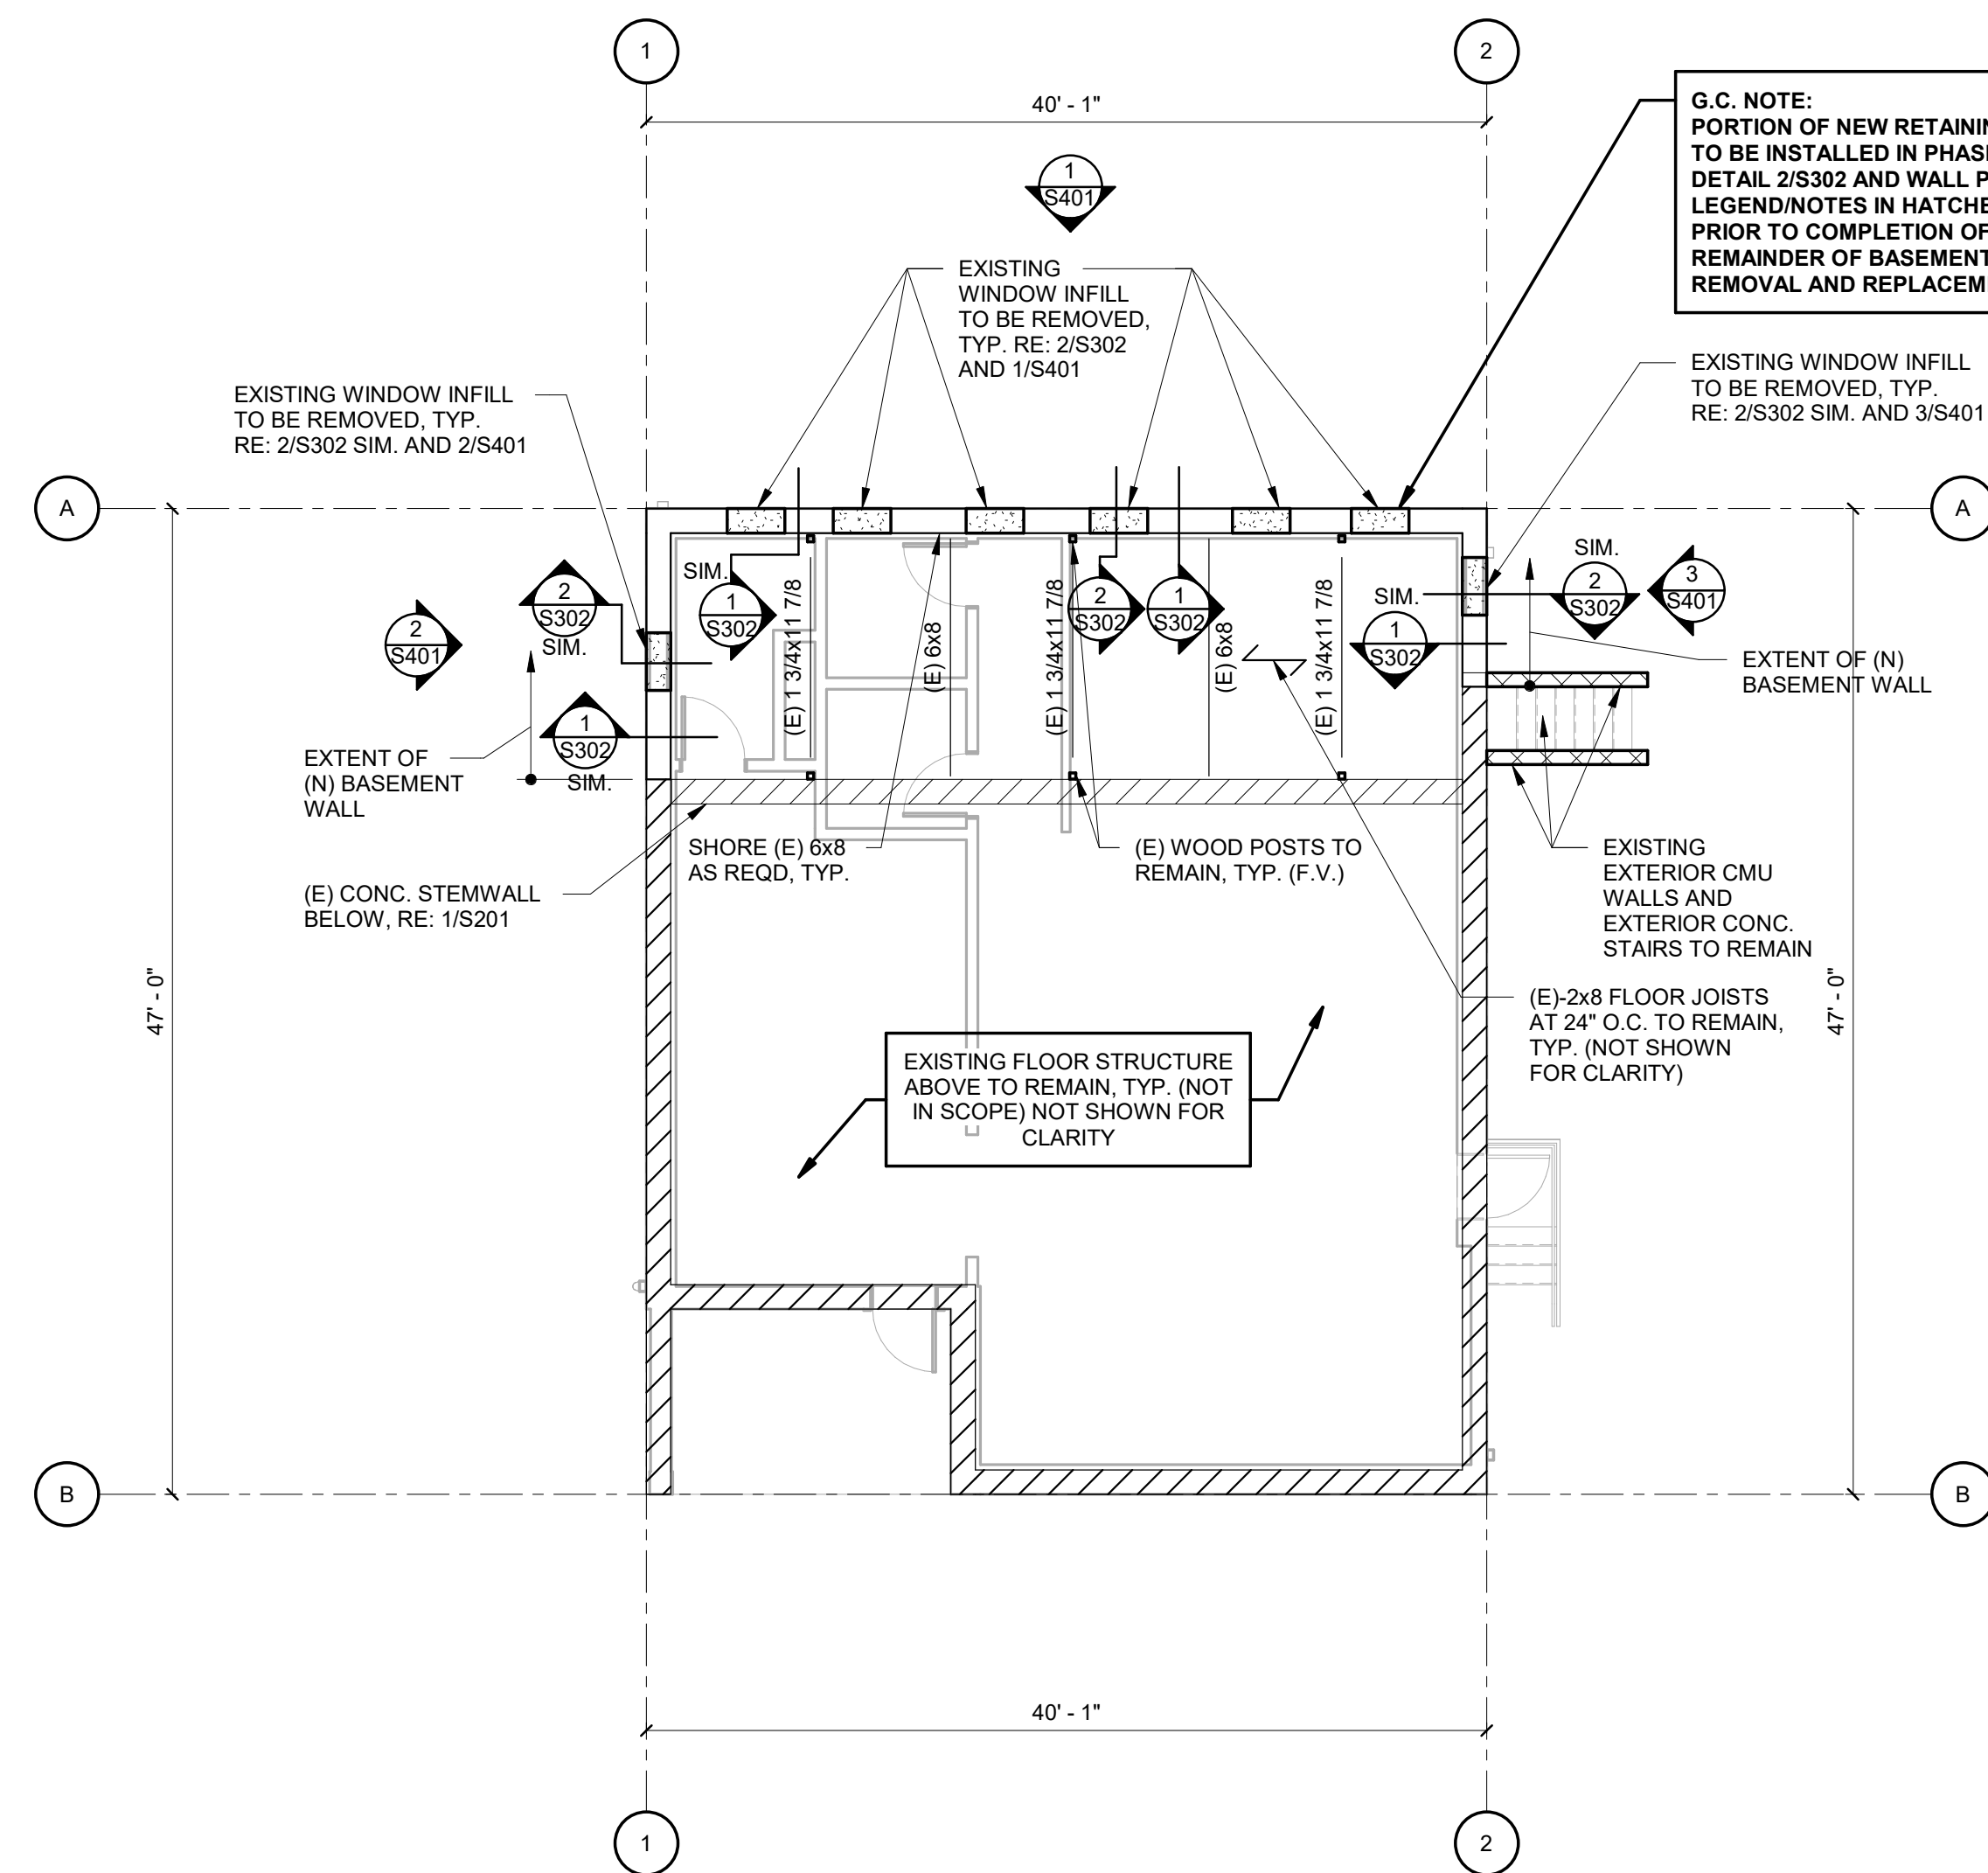 1
2
40' - 1"
G.C. NOTE:
PORTION OF NEW
TO BE INSTALLED IN
DETAIL 2/S302 AND WALL
LEGEND/NOTES IN
PRIOR TO COMPLETION OF
REMAINDER OF BASEMENT
REMOVAL AND
1
S401
EXISTING
WINDOW INFILL
TO BE REMOVED,
TYP. RE: 2/S302
AND 1/S401
EXISTING WINDOW INFILL
TO BE REMOVED, TYP.
RE: 2/S302 SIM. AND 3/S401
EXISTING WINDOW INFILL
TO BE REMOVED, TYP.
RE: 2/S302 SIM. AND 2/S401
A
A
SIM.
2
S302
SIM.
1
S302
2
S302
1
S302
SIM.
1
S302
SIM.
2
S302
3
S401
2
S401
SIM.
1
S302
(E) 1 3/4x11 7/8
(E) 6x8
(E) 1 3/4x11 7/8
(E) 6x8
(E) 1 3/4x11 7/8
EXTENT OF (N)
BASEMENT WALL
EXTENT OF
(N) BASEMENT
WALL
SHORE (E) 6x8
AS REQD, TYP.
(E) WOOD POSTS TO
REMAIN, TYP. (F.V.)
EXISTING
EXTERIOR CMU
WALLS AND
EXTERIOR CONC.
STAIRS TO REMAIN
(E) CONC. STEMWALL
BELOW, RE: 1/S201
47' - 0"
47' - 0"
(E)-2x8 FLOOR JOISTS
AT 24" O.C. TO REMAIN,
TYP. (NOT SHOWN
FOR CLARITY)
EXISTING FLOOR STRUCTURE
ABOVE TO REMAIN, TYP. (NOT
IN SCOPE) NOT SHOWN FOR
CLARITY
B
B
40' - 1"
1
2